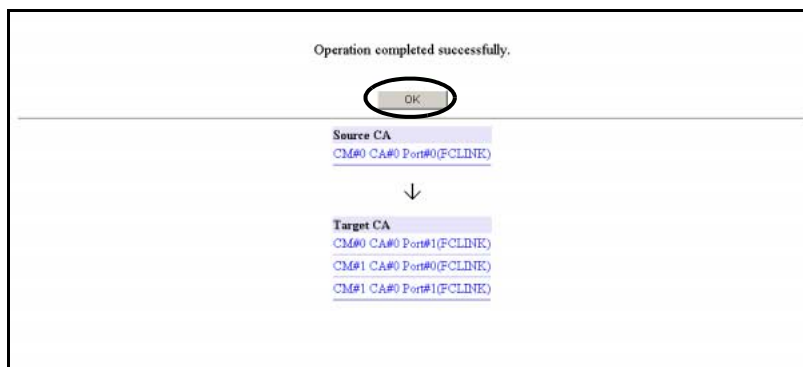 Operation completed successfully.
OK
Source CA
CM#0 CA#0 Port#0(FCLINK)
↓
Target CA
CM#0 CA#0 Port#1(FCLINK)
CM#1 CA#0 Port#0(FCLINK)
CM#1 CA#0 Port#1(FCLINK)